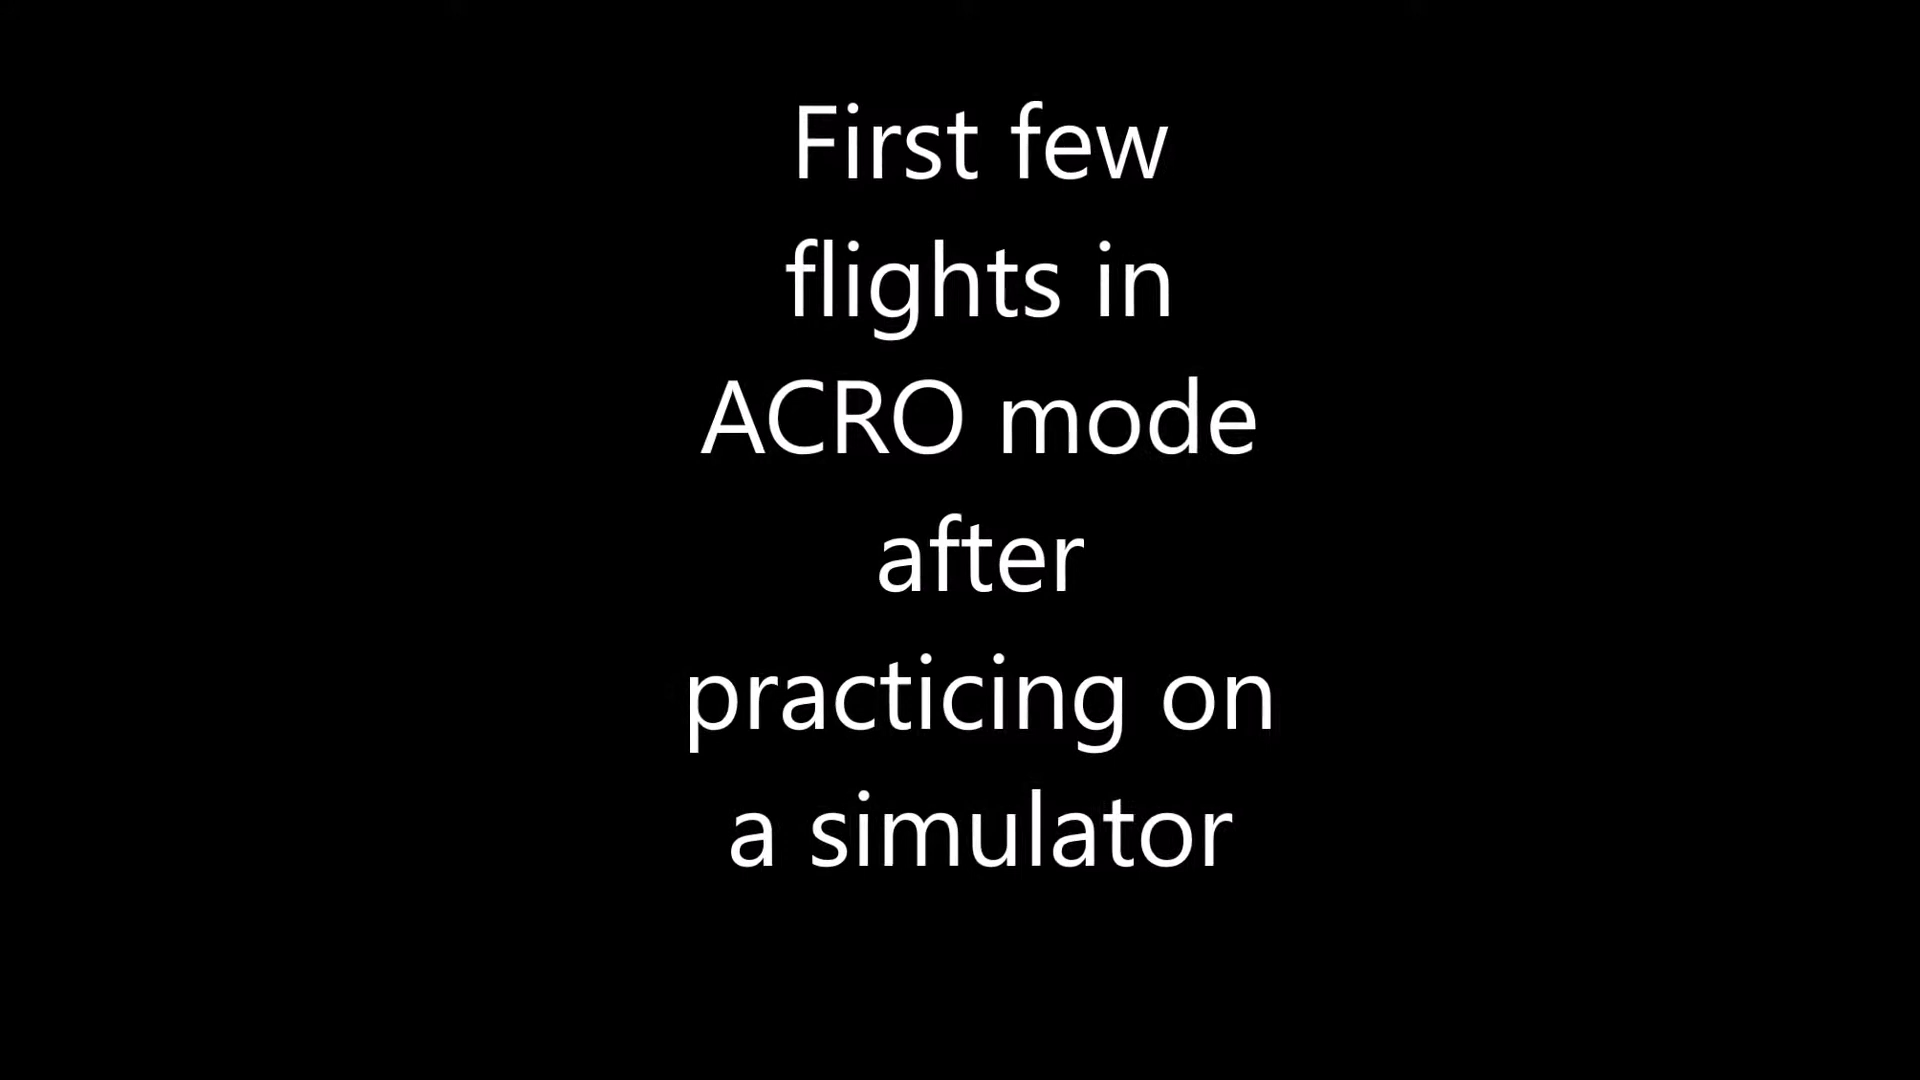 First few
flights in
ACRO mode
after
practicing on
a simulator